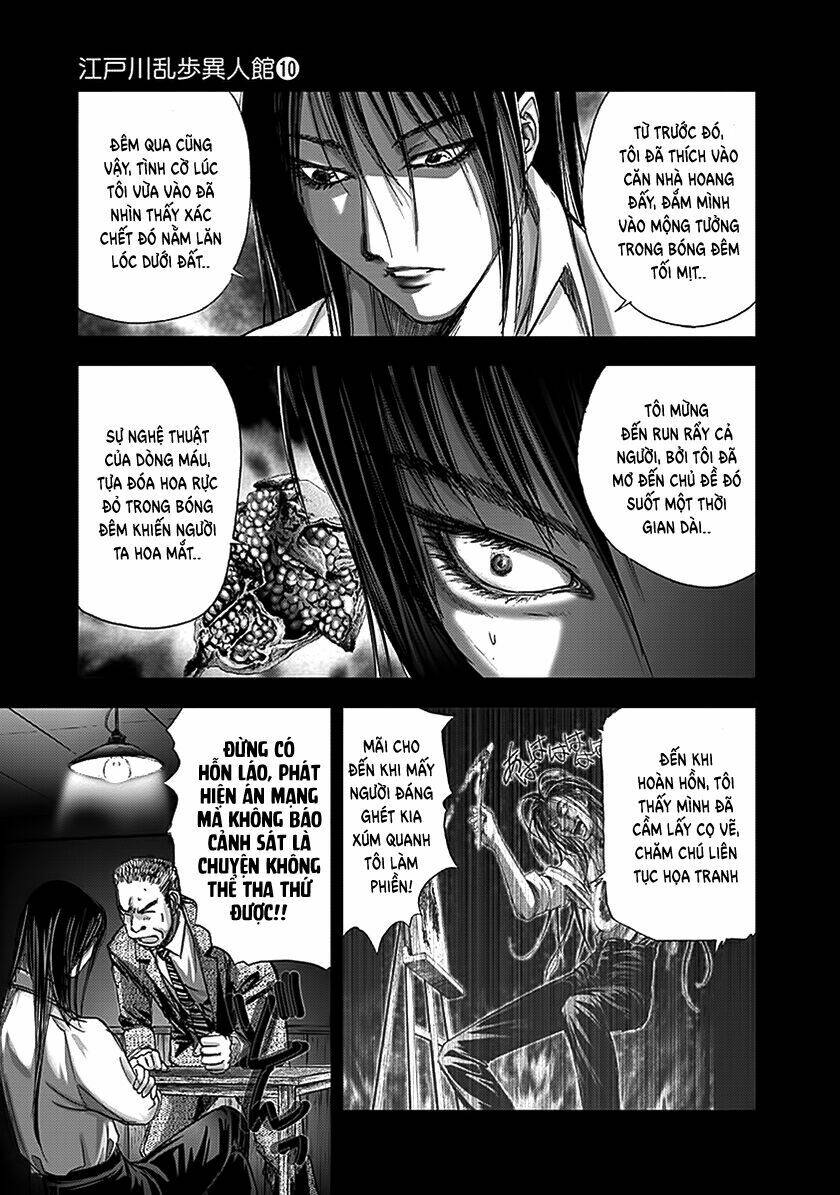 江戸川乱歩異人館⑩
TỪ TRƯỚC ĐÓ,
TÔI ĐÃ THÍCH VÀO
CĂN NHÀ HOANG
ĐẤY, ĐẮM MÌNH
VÀO MỘNG TƯỞNG
TRONG BÓNG ĐÊM
TỐI MỊT..
ĐÊM QUA CŨNG
VẬY, TÌNH CỜ LÚC
TÔI VỪA VÀO ĐÃ
NHÌN THẤY XÁC
CHẾT ĐÓ NẰM LĂN
LÓC DƯỚI ĐẤT..
TÔI MỪNG
ĐẾN RUN RẨY CẢ
NGƯỜI, BỞI TÔI ĐÃ
MƠ ĐẾN CHỦ ĐỀ ĐÓ
SUỐT MỘT THỜI
GIAN DÀI..
SỰ NGHỆ THUẬT
CỦA DÒNG MÁU,
TỰA ĐÓA HOA RỰC
ĐỎ TRONG BÓNG
ĐÊM KHIẾN NGƯỜI
TA HOA MẮT..
ĐẾN KHI
HOÀN HỒN, TÔI
THẤY MÌNH ĐÃ
CẦM LẤY CỌ VẼ,
CHĂM CHÚ LIÊN
TỤC HỌA TRANH
あはははは
MÃI CHO
ĐẾN KHI MẤY
NGƯỜI ĐÁNG
GHÉT KIA
XÚM QUANH
TÔI LÀM
PHIỀN!
ĐỪNG CÓ
HỖN LÁO, PHÁT
HIỆN ÁN MẠNG
MÀ KHÔNG BÁO
CẢNH SÁT LÀ
CHUYỆN KHÔNG
THỂ THA THỨ
ĐƯỢC!!